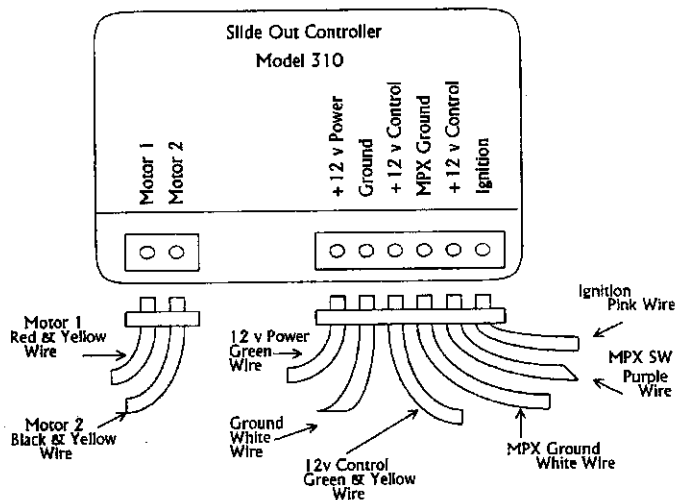 Slide Out Controller
Model 310
Motor 1
Motor 2
+ 12 v Power
Ground
+ 12 v Control
MPX Ground
+ 12 v Control
Ignition
Motor 1
Red & Yellow
Wire
Motor 2
Black & Yellow
Wire
12 v Power
Green
Wire
Ground
White
Wire
12v Control
Green & Yellow
Wire
MPX Ground
White Wire
MPX SW
Purple
Wire
Ignition
Pink Wire